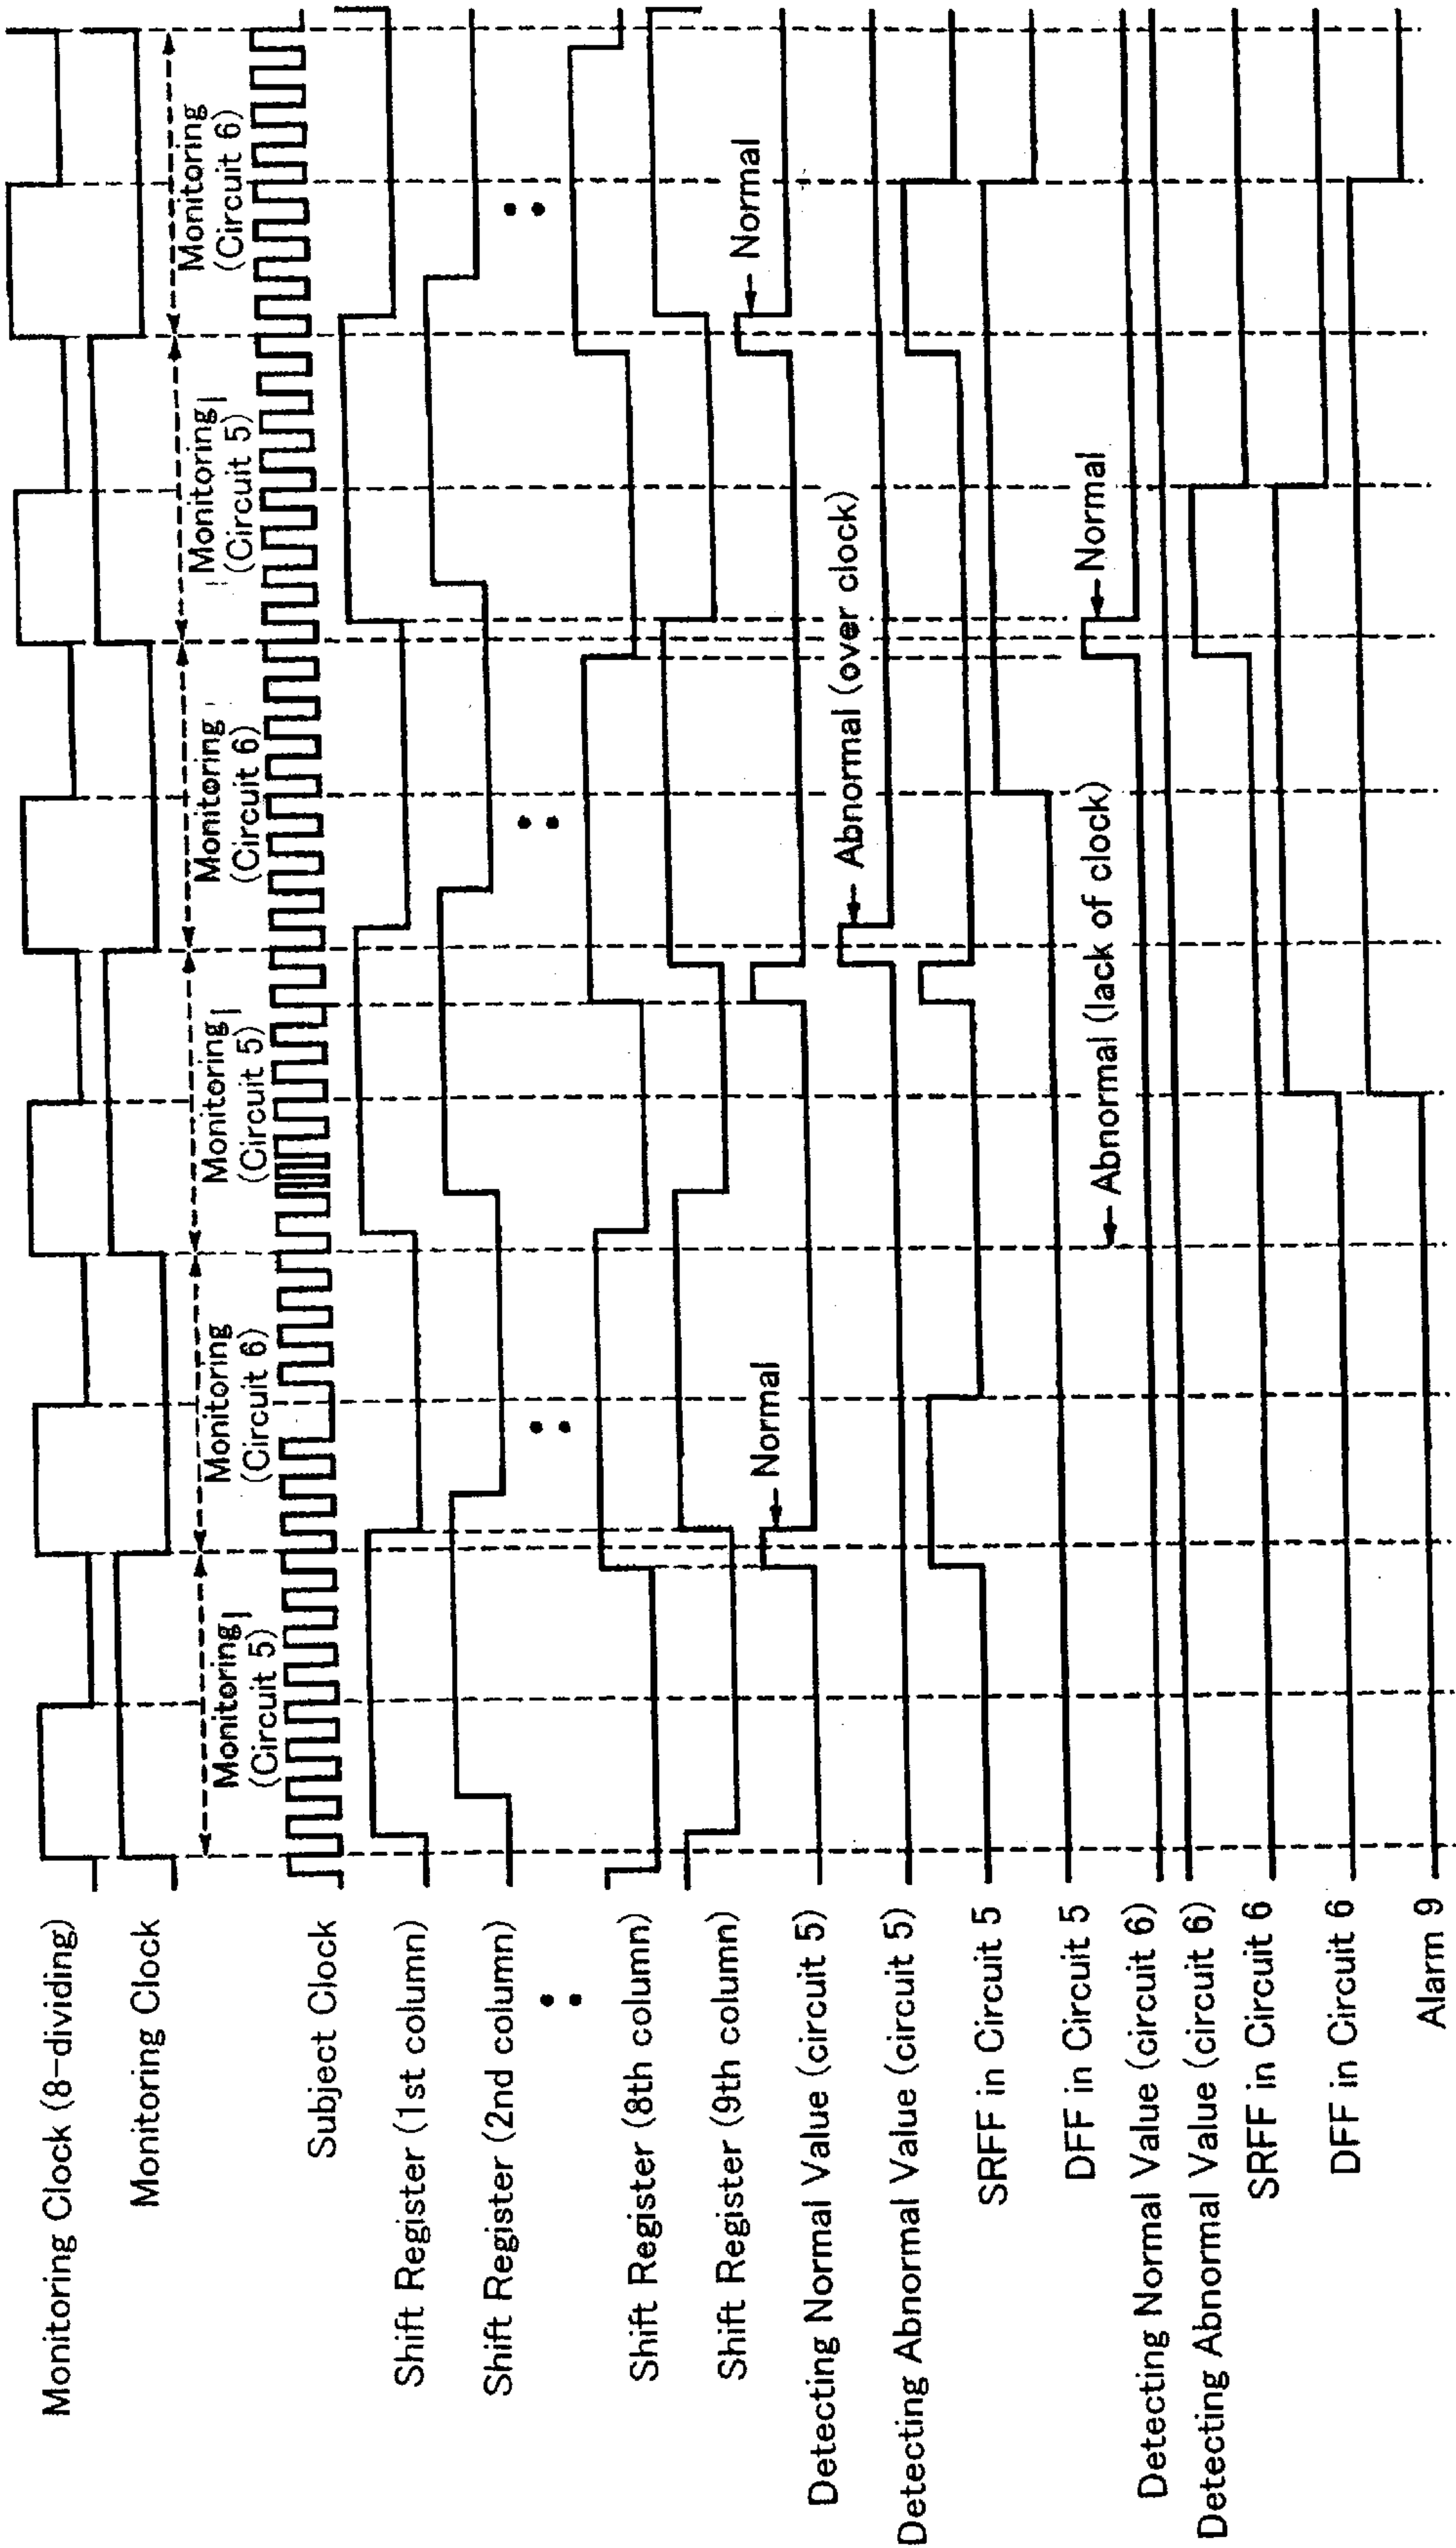 Monitoring Clock (8-dividing)
Monitoring Clock
Monitoring
(Circuit 5)
Monitoring
(Circuit 6)
Monitoring
(Circuit 5)
Monitoring
(Circuit 6)
Monitoring
(Circuit 5)
Monitoring
(Circuit 6)
Subject Clock
Shift Register (1st column)
Shift Register (2nd column)
Shift Register (8th column)
Shift Register (9th column)
Normal
Normal
Detecting Normal Value (circuit 5)
Abnormal (over clock)
Detecting Abnormal Value (circuit 5)
SRFF in Circuit 5
DFF in Circuit 5
Abnormal (lack of clock)
Normal
Detecting Normal Value (circuit 6)
Detecting Abnormal Value (circuit 6)
SRFF in Circuit 6
DFF in Circuit 6
Alarm 9